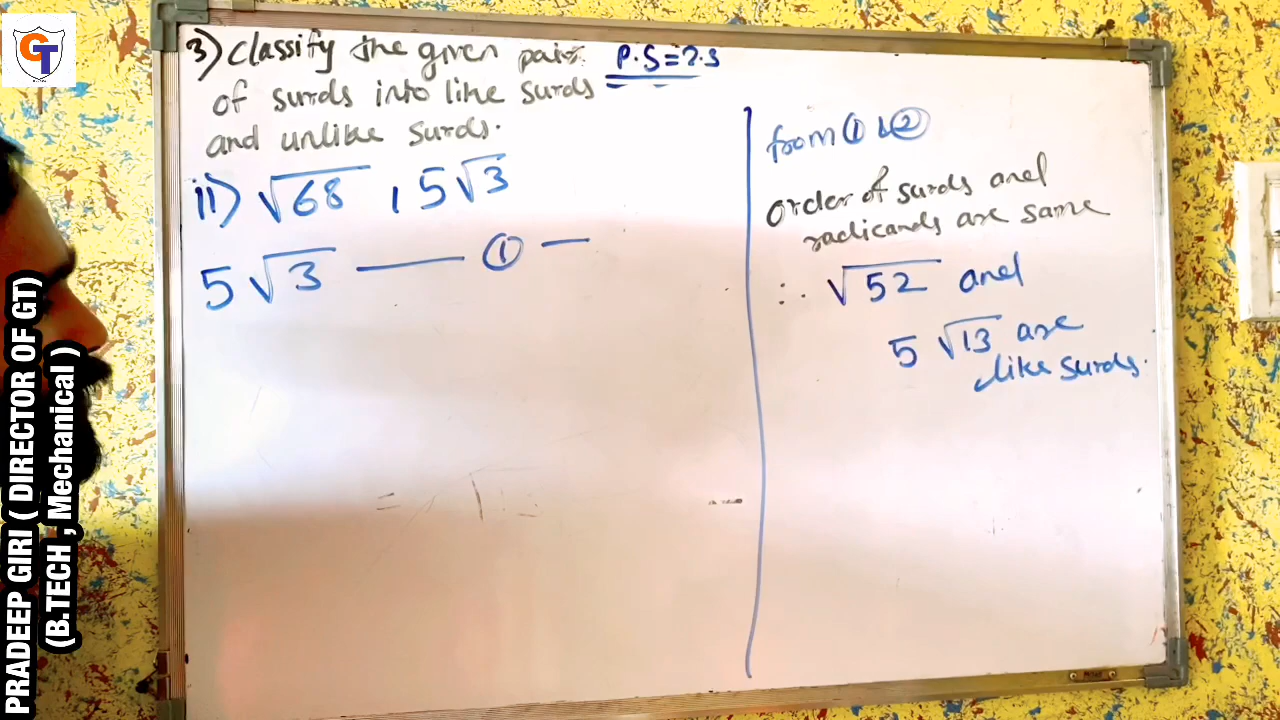 GT
3) Classify the given pair
of surds into like surds
and unlike surds.
P.S=2.3
ii) √68 , 5√3
5√3 —— ① —
from ① & ②
order of surds and
radicands are same
∴ √52 and
5 √13 are
like surds.
PRADEEP GIRI ( DIRECTOR OF GT)
(B.TECH , Mechanical )